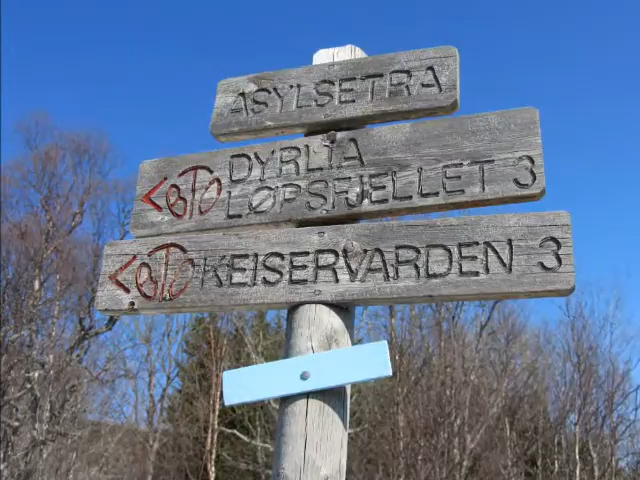 ASYLSETRA
DYRLIA
<BTO LØPSFJELLET 3
<BTO KEISERVARDEN 3